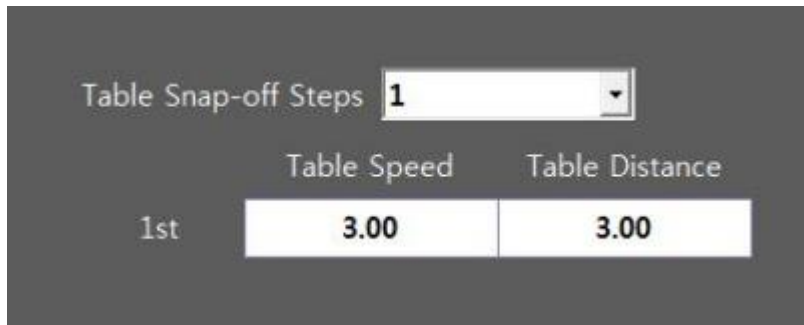 Table Snap-off Steps 1
Table Speed Table Distance
1st 3.00 3.00